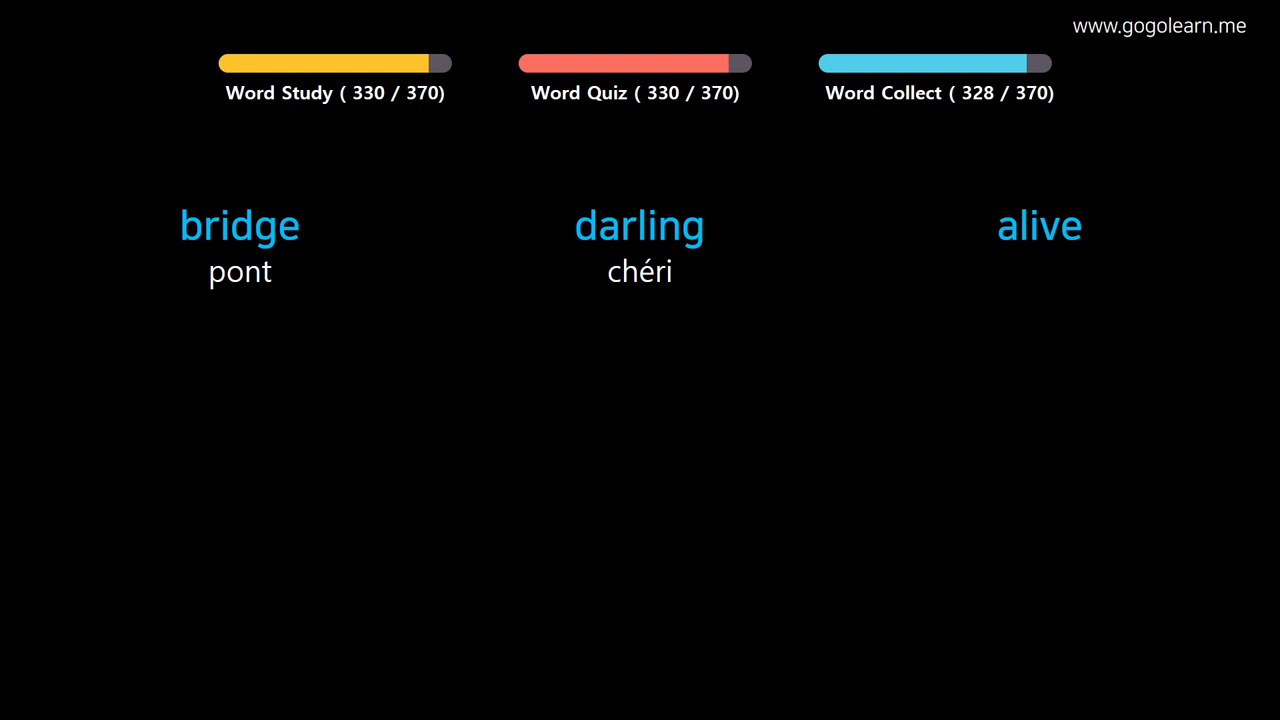 www.gogolearn.me
Word Study ( 330 / 370)
Word Quiz ( 330 / 370)
Word Collect ( 328 / 370)
bridge
pont
darling
chéri
alive